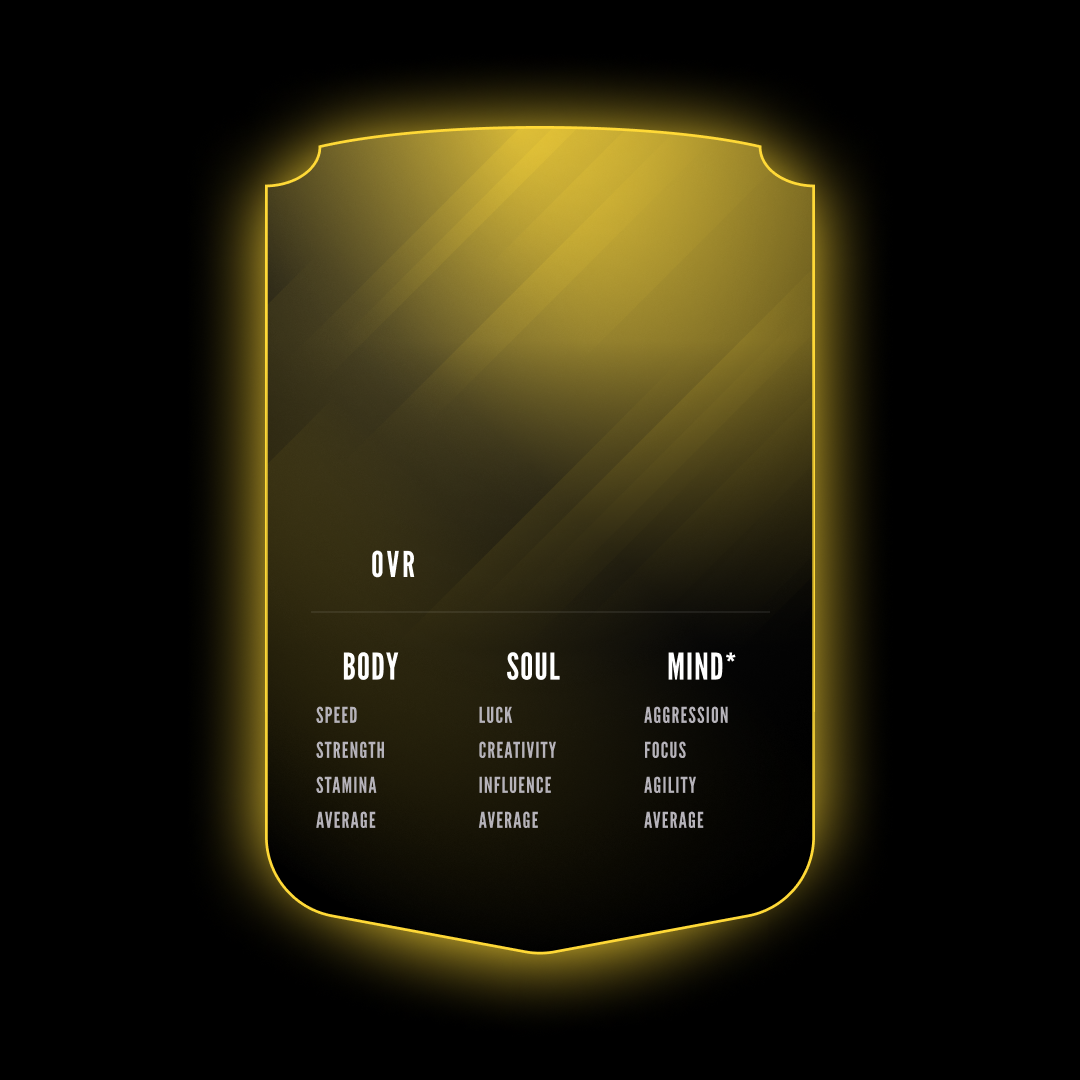 OVR
BODY SOUL MIND*
SPEED LUCK AGGRESSION
STRENGTH CREATIVITY FOCUS
STAMINA INFLUENCE AGILITY
AVERAGE AVERAGE AVERAGE